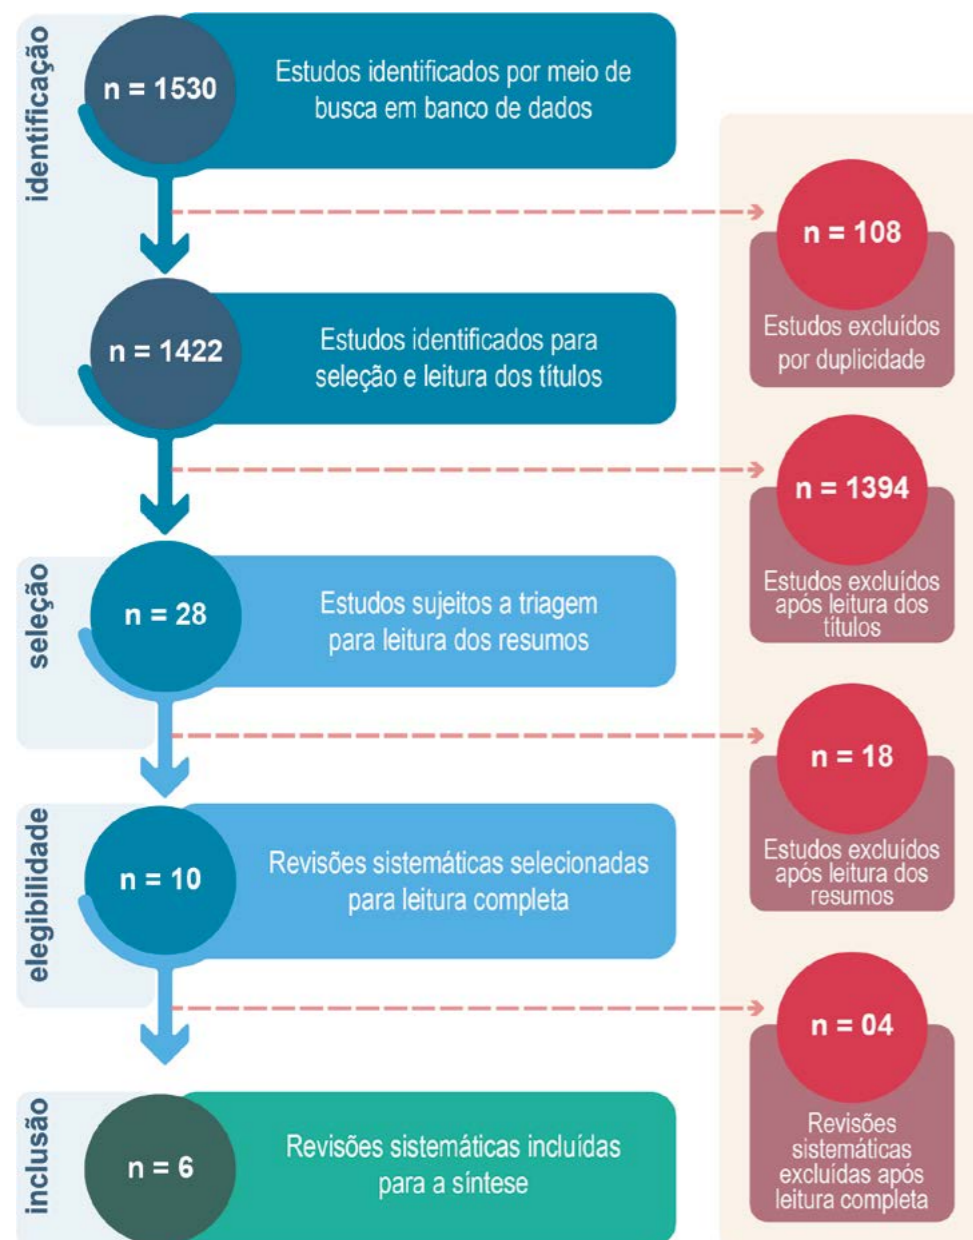 identificação
n = 1530
Estudos identificados por meio de
busca em banco de dados
n = 108
Estudos excluídos
por duplicidade
n = 1422
Estudos identificados para
seleção e leitura dos títulos
n = 1394
Estudos excluídos
após leitura dos
títulos
seleção
n = 28
Estudos sujeitos a triagem
para leitura dos resumos
n = 18
Estudos excluídos
após leitura dos
resumos
elegibilidade
n = 10
Revisões sistemáticas selecionadas
para leitura completa
n = 04
Revisões
sistemáticas
excluídas após
leitura completa
inclusão
n = 6
Revisões sistemáticas incluídas
para a síntese